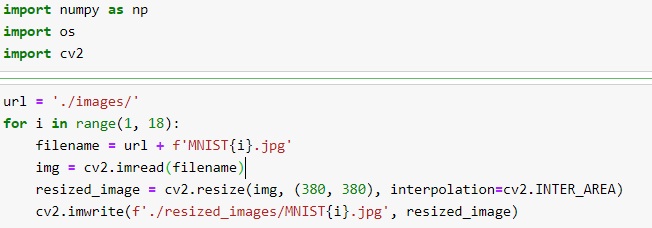 import numpy as np
import os
import cv2
url = './images/'
for i in range(1, 18):
    filename = url + f'MNIST{i}.jpg'
    img = cv2.imread(filename)
    resized_image = cv2.resize(img, (380, 380), interpolation=cv2.INTER_AREA)
    cv2.imwrite(f'./resized_images/MNIST{i}.jpg', resized_image)